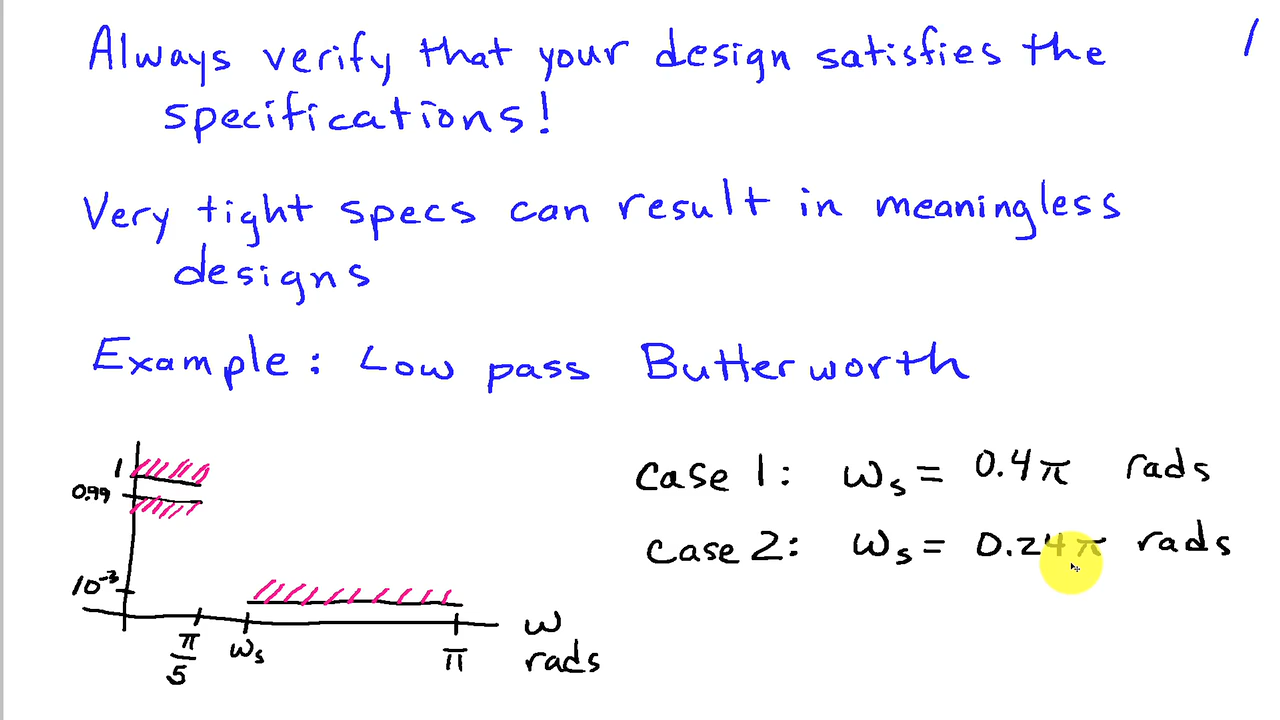 1
Always verify that your design satisfies the
specifications!
Very tight specs can result in meaningless
designs
Example: Low pass Butterworth
Case 1: ωs = 0.4π rads
Case 2: ωs = 0.24π rads
1
0.99
10⁻³
π/5
ωs
π
ω
rads